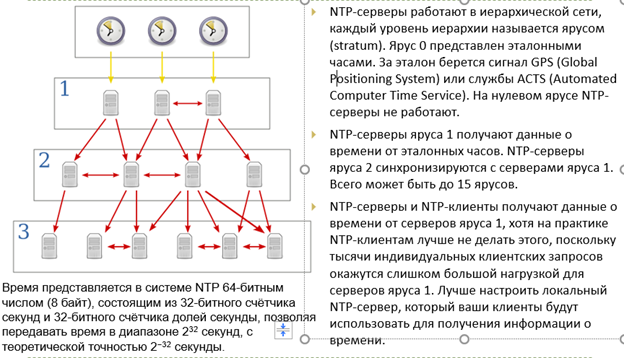 1
2
3
Время представляется в системе NTP 64-битным
числом (8 байт), состоящим из 32-битного счётчика
секунд и 32-битного счётчика долей секунды, позволяя
передавать время в диапазоне 2³² секунд, с
теоретической точностью 2⁻³² секунды.
NTP-серверы работают в иерархической сети,
каждый уровень иерархии называется ярусом
(stratum). Ярус 0 представлен эталонными
часами. За эталон берется сигнал GPS (Global
Positioning System) или службы ACTS (Automated
Computer Time Service). На нулевом ярусе NTP-
серверы не работают.
NTP-серверы яруса 1 получают данные о
времени от эталонных часов. NTP-серверы
яруса 2 синхронизируются с серверами яруса 1.
Всего может быть до 15 ярусов.
NTP-серверы и NTP-клиенты получают данные о
времени от серверов яруса 1, хотя на практике
NTP-клиентам лучше не делать этого, поскольку
тысячи индивидуальных клиентских запросов
окажутся слишком большой нагрузкой для
серверов яруса 1. Лучше настроить локальный
NTP-сервер, который ваши клиенты будут
использовать для получения информации о
времени.